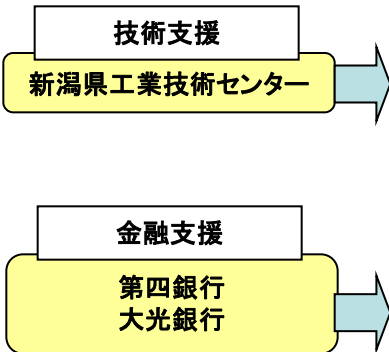 技術支援
新潟県工業技術センター
金融支援
第四銀行
大光銀行